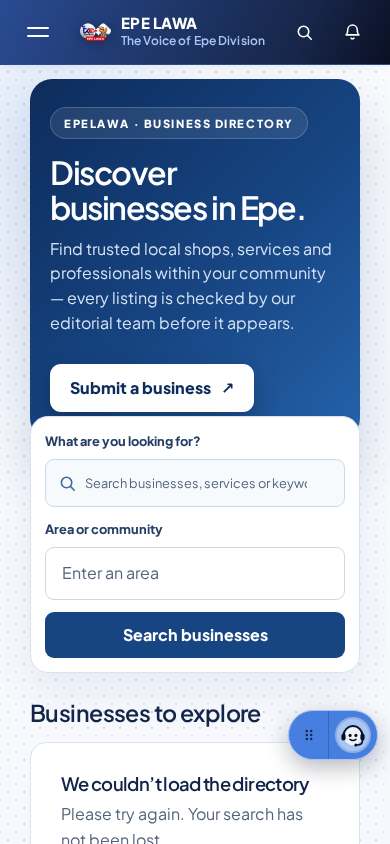 EPE LAWA
The Voice of Epe Division
EPELAWA · BUSINESS DIRECTORY
Discover
businesses in Epe.
Find trusted local shops, services and
professionals within your community
— every listing is checked by our
editorial team before it appears.
Submit a business ↗
What are you looking for?
Search businesses, services or keywo
Area or community
Enter an area
Search businesses
Businesses to explore
We couldn't load the directory
Please try again. Your search has
not been lost